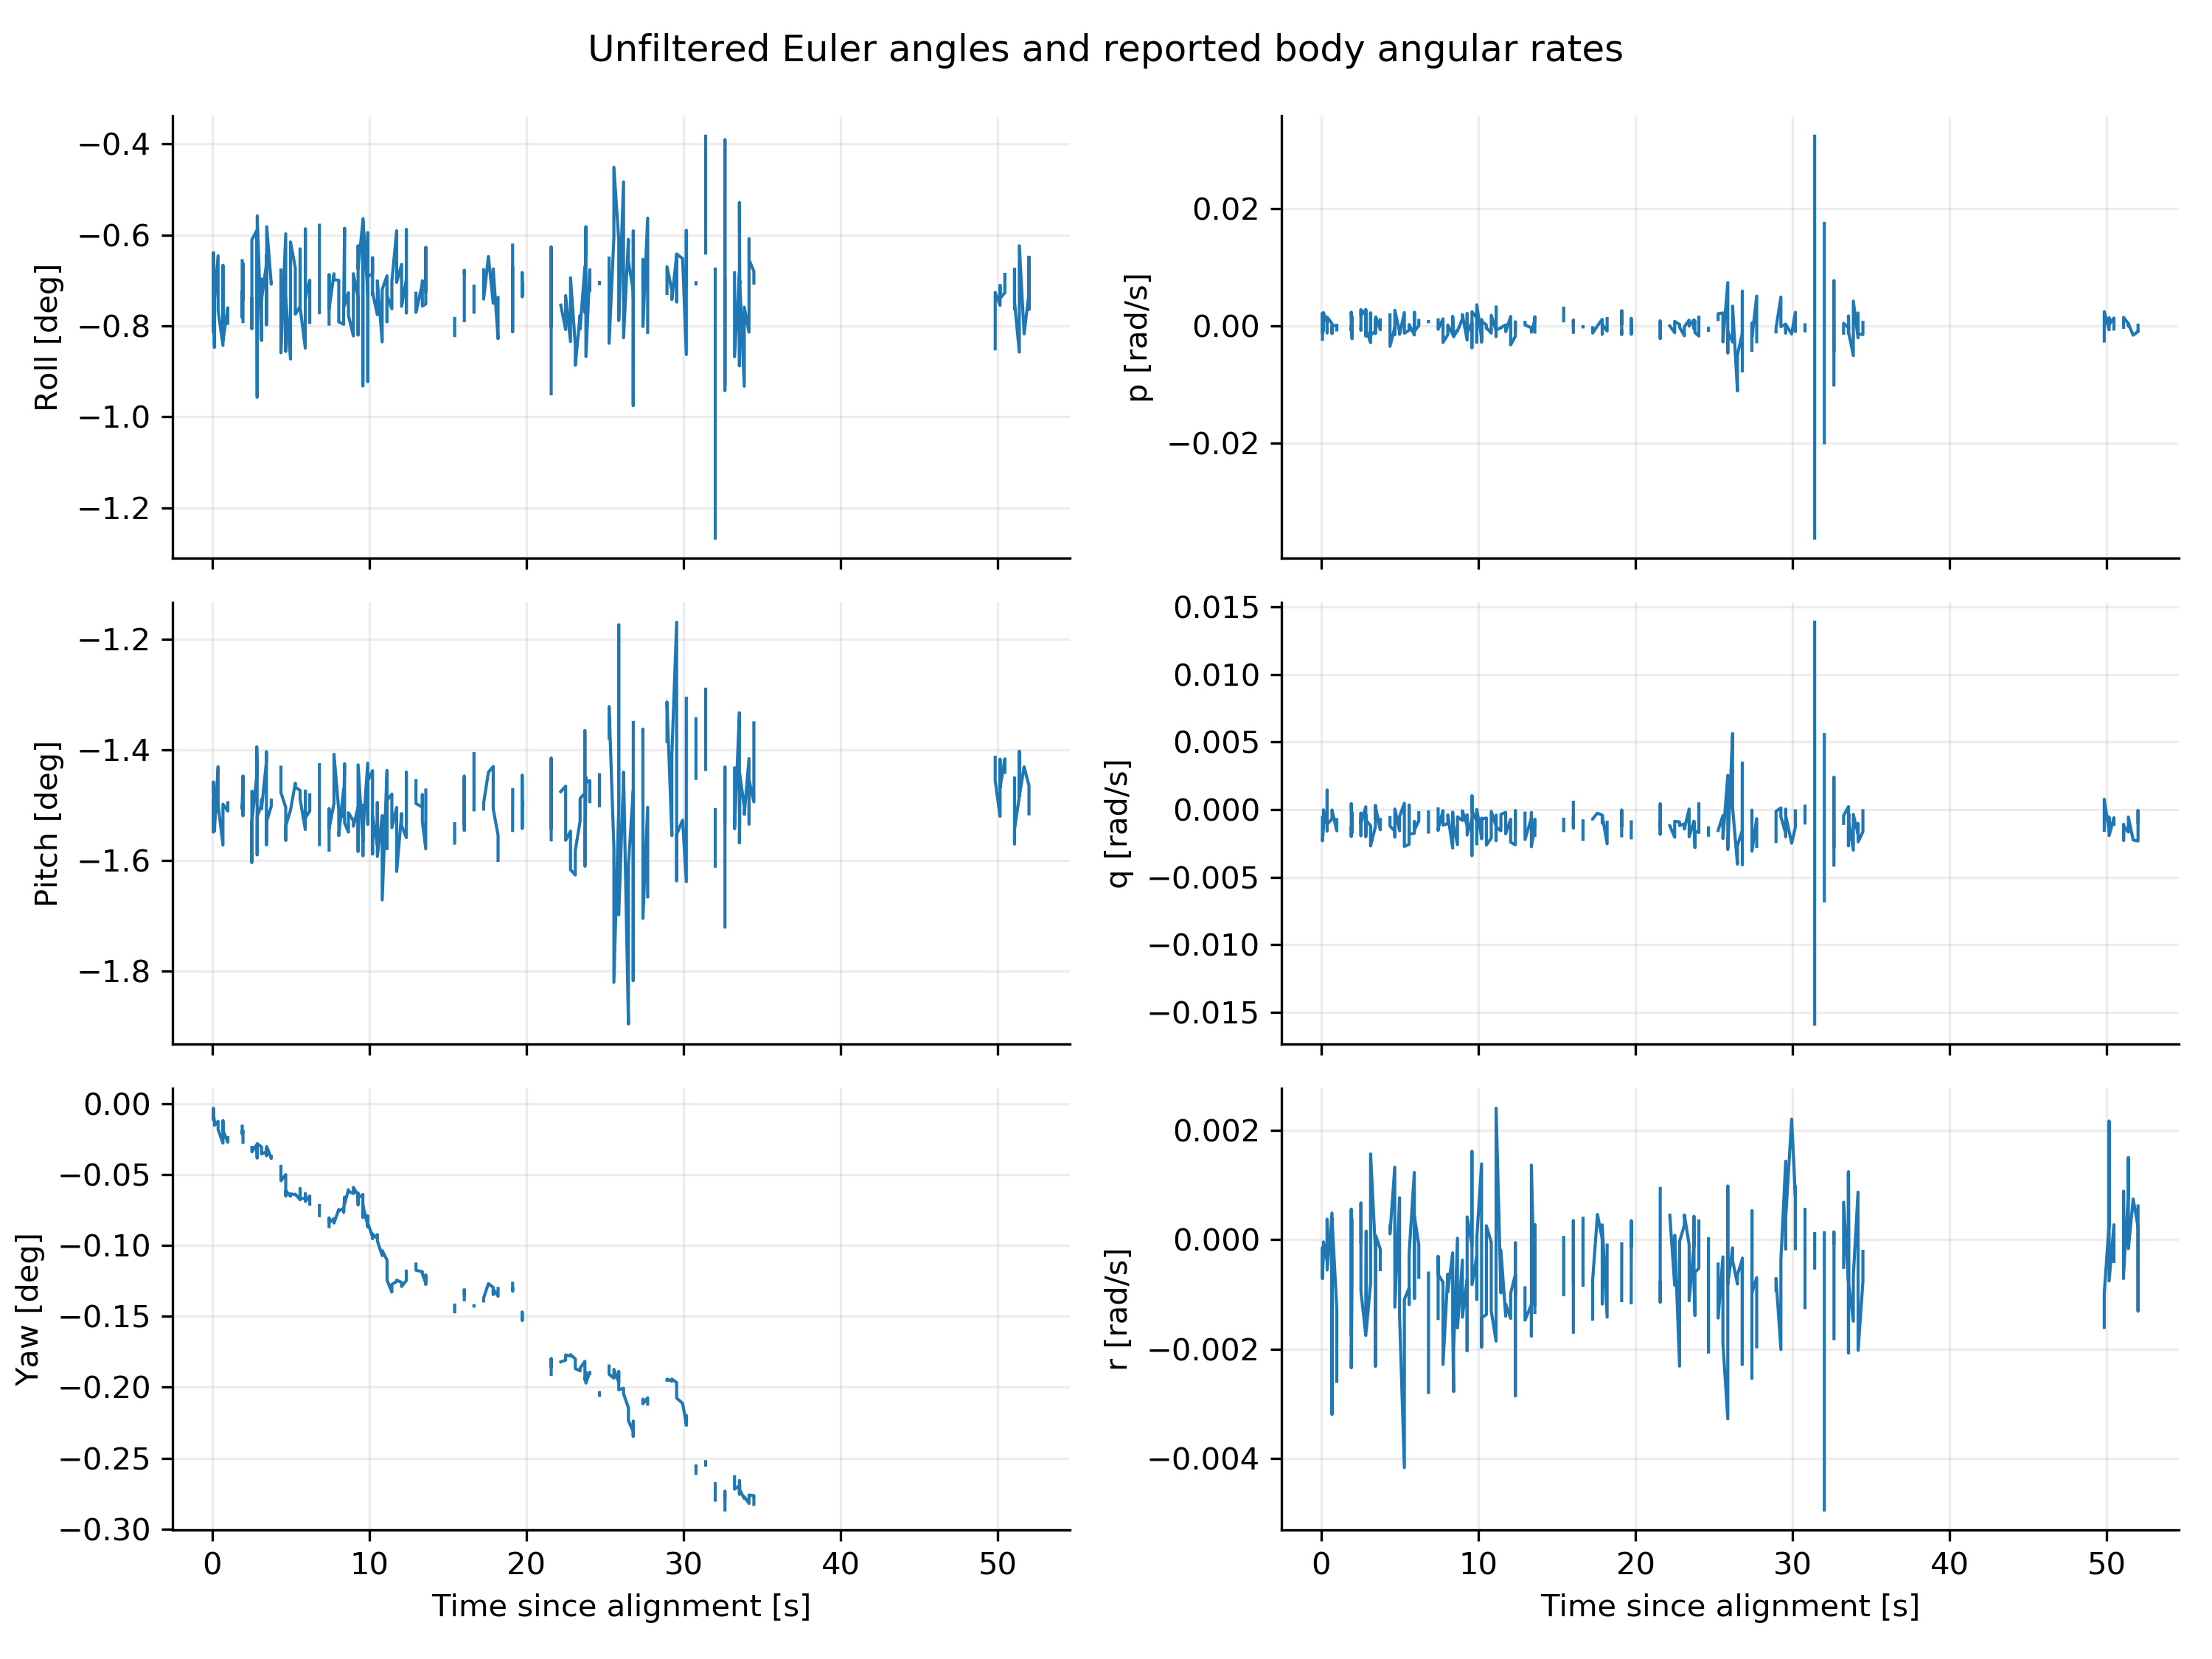 Unfiltered Euler angles and reported body angular rates
Roll [deg]
−0.4
−0.6
−0.8
−1.0
−1.2
p [rad/s]
0.02
0.00
−0.02
Pitch [deg]
−1.2
−1.4
−1.6
−1.8
q [rad/s]
0.015
0.010
0.005
0.000
−0.005
−0.010
−0.015
Yaw [deg]
0.00
−0.05
−0.10
−0.15
−0.20
−0.25
−0.30
0 10 20 30 40 50
Time since alignment [s]
r [rad/s]
0.002
0.000
−0.002
−0.004
0 10 20 30 40 50
Time since alignment [s]